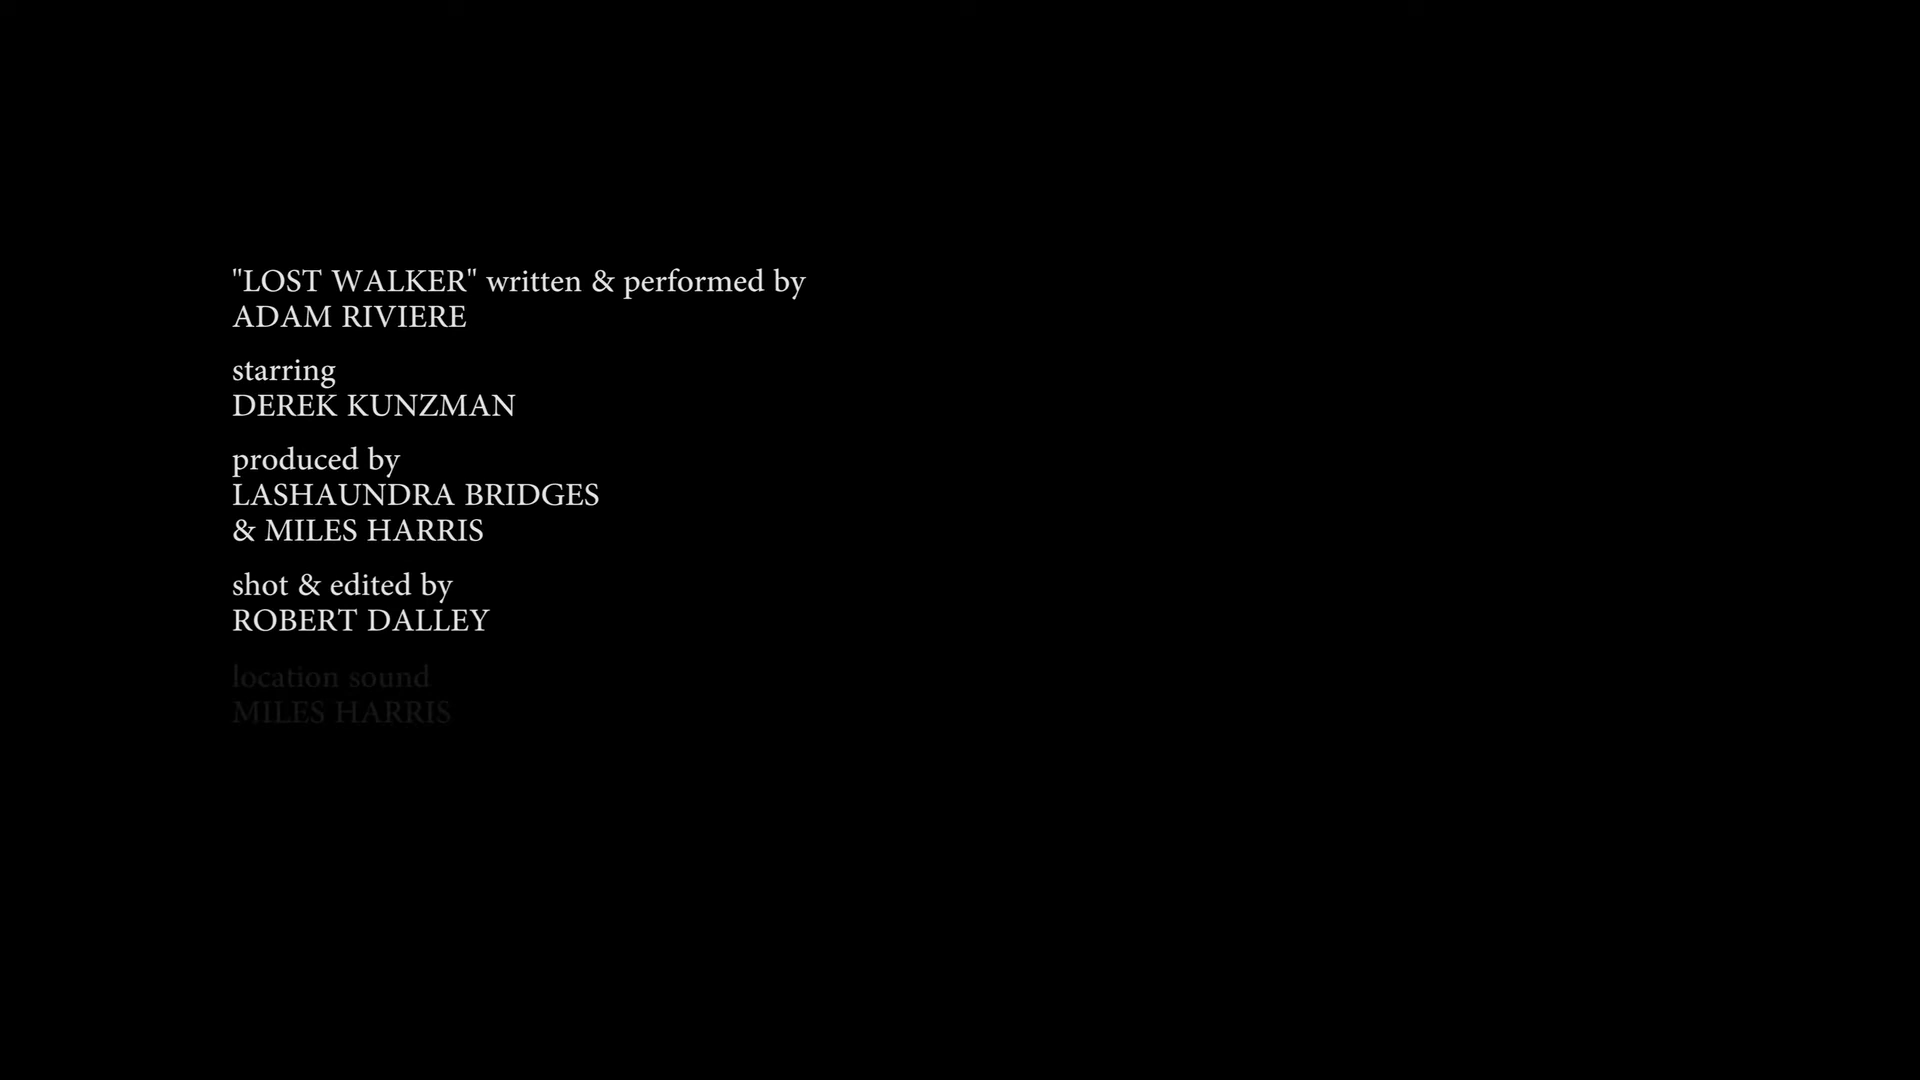 "LOST WALKER" written & performed by
ADAM RIVIERE
starring
DEREK KUNZMAN
produced by
LASHAUNDRA BRIDGES
& MILES HARRIS
shot & edited by
ROBERT DALLEY
location sound
MILES HARRIS